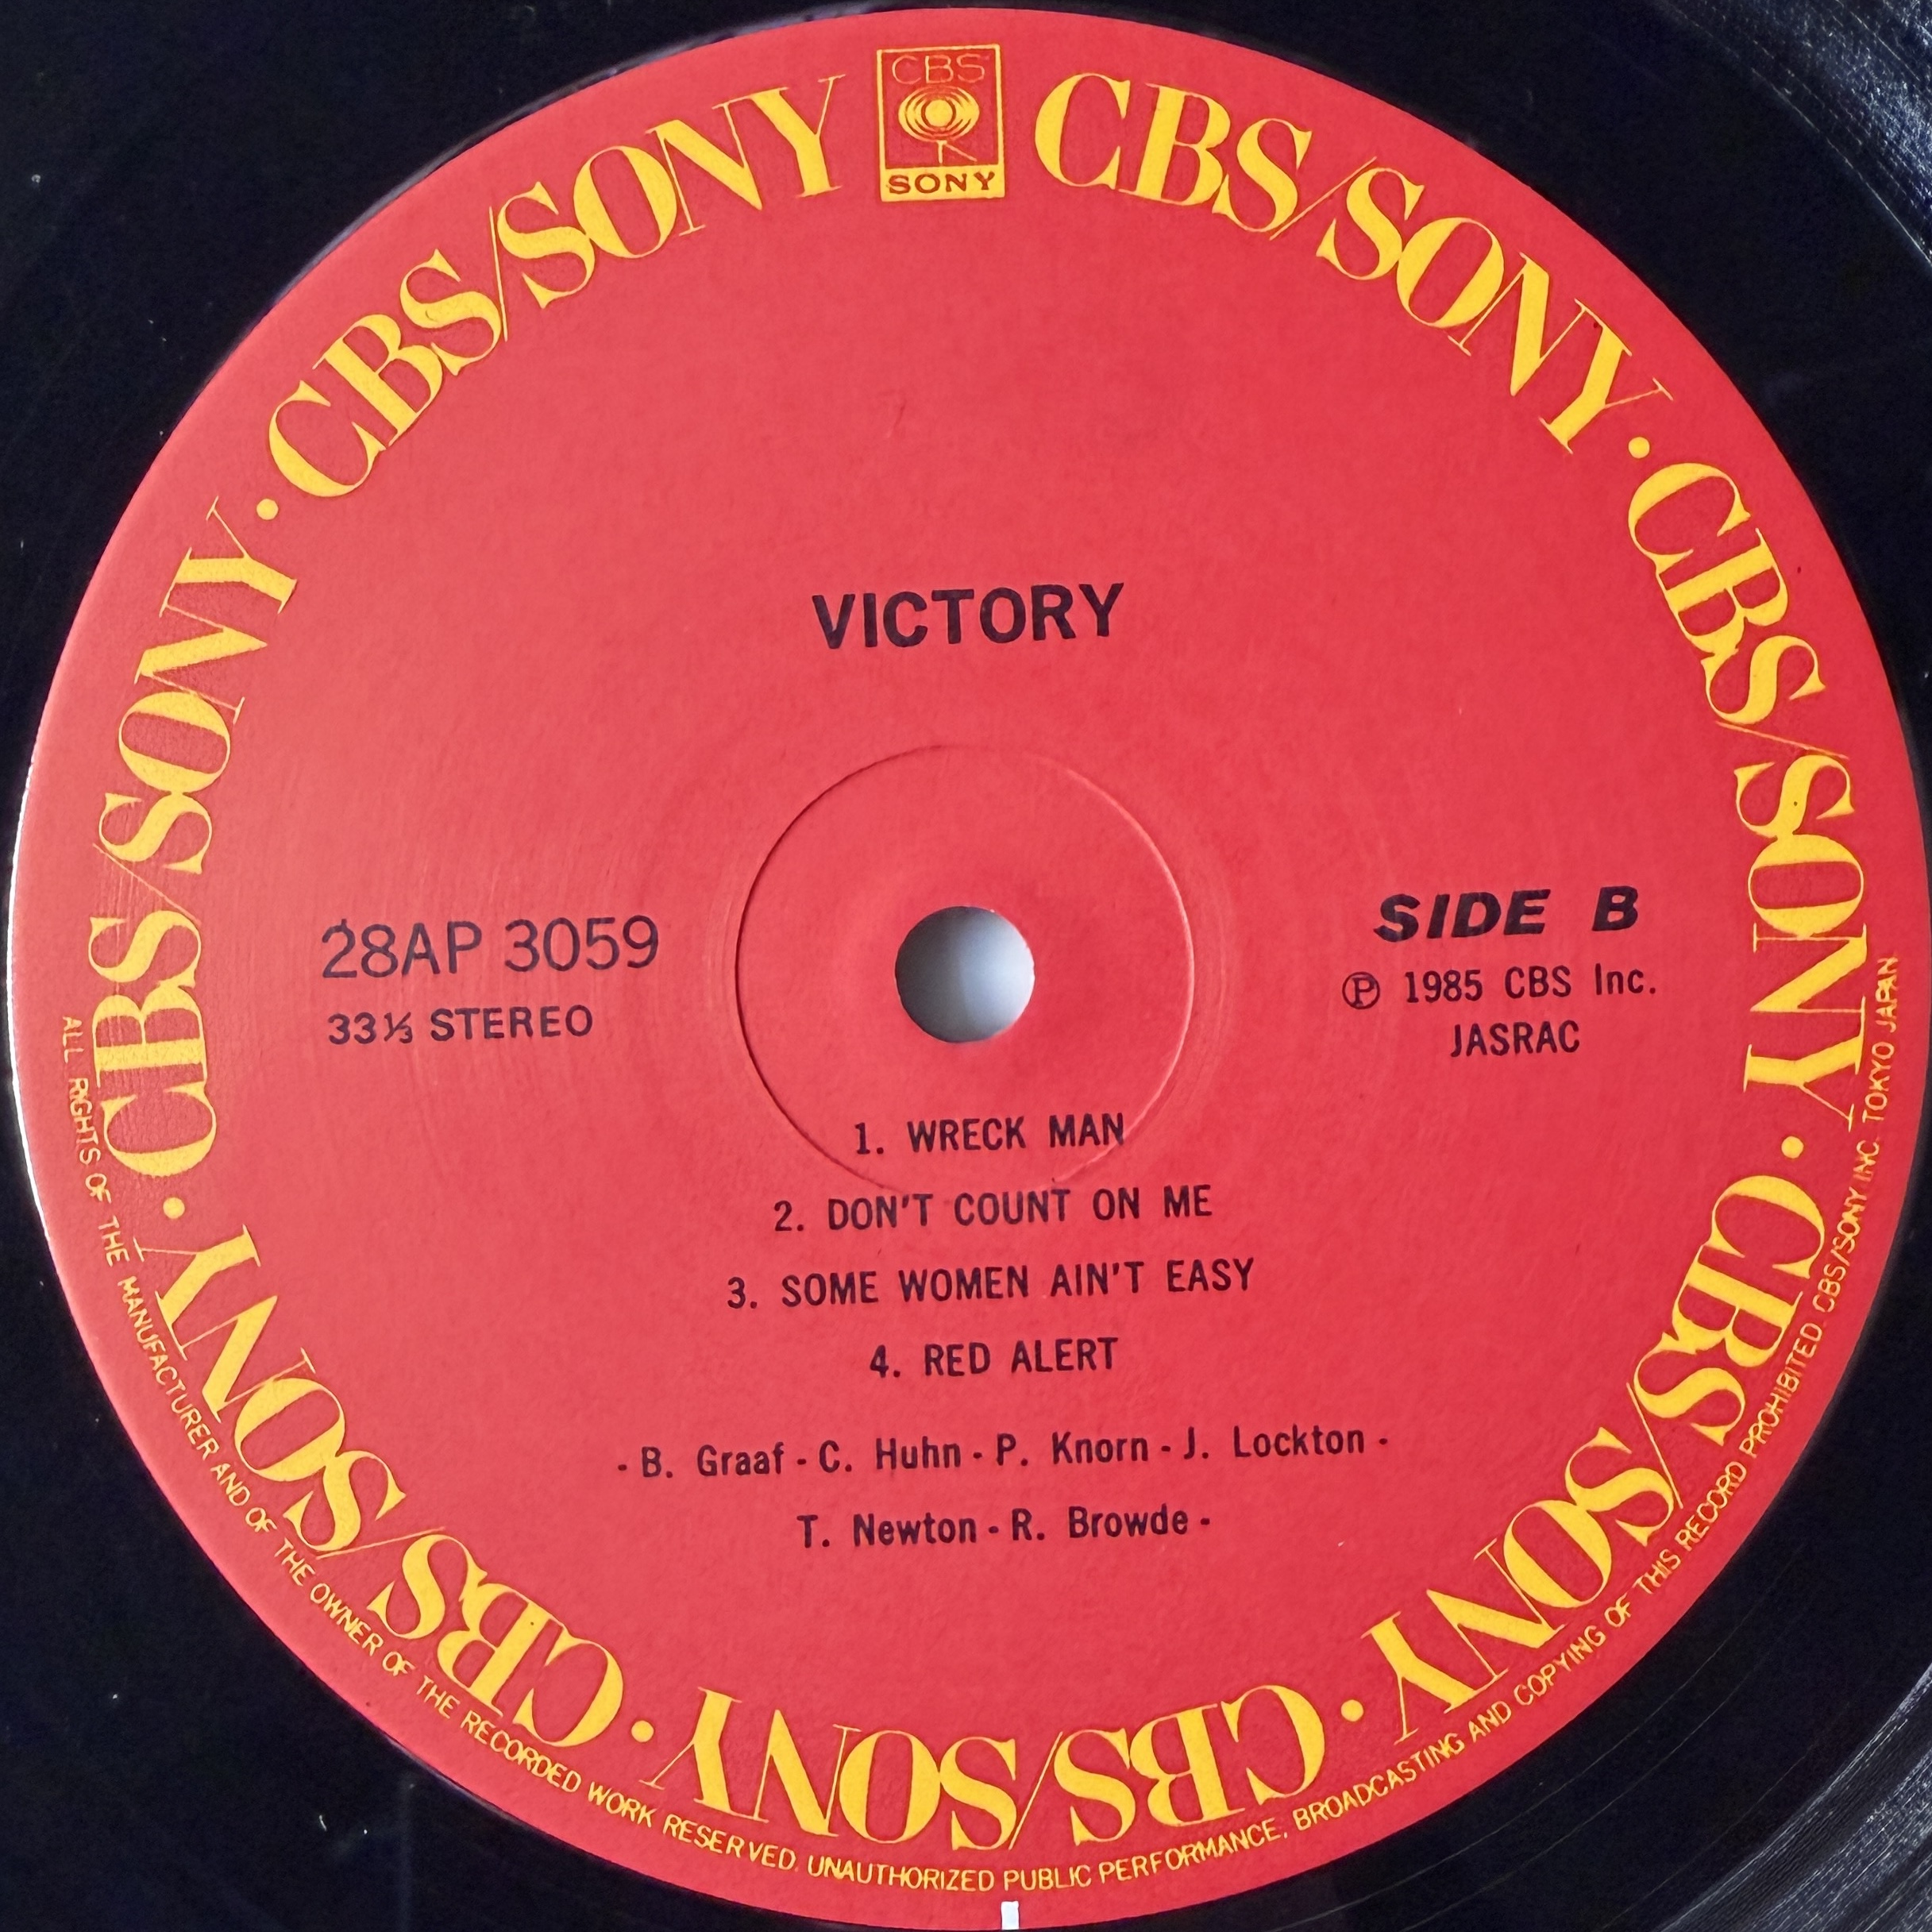 CBS
SONY
CBS/SONY · CBS/SONY · CBS/SONY · CBS/SONY · CBS/SONY · CBS/SONY · CBS/SONY
VICTORY
28AP 3059
33⅓ STEREO
SIDE B
Ⓟ 1985 CBS Inc.
JASRAC
1. WRECK MAN
2. DON'T COUNT ON ME
3. SOME WOMEN AIN'T EASY
4. RED ALERT
- B. Graaf - C. Huhn - P. Knorn - J. Lockton -
T. Newton - R. Browde -
ALL RIGHTS OF THE MANUFACTURER AND OF THE OWNER OF THE RECORDED WORK RESERVED. UNAUTHORIZED PUBLIC PERFORMANCE, BROADCASTING AND COPYING OF THIS RECORD PROHIBITED. CBS/SONY INC. TOKYO JAPAN